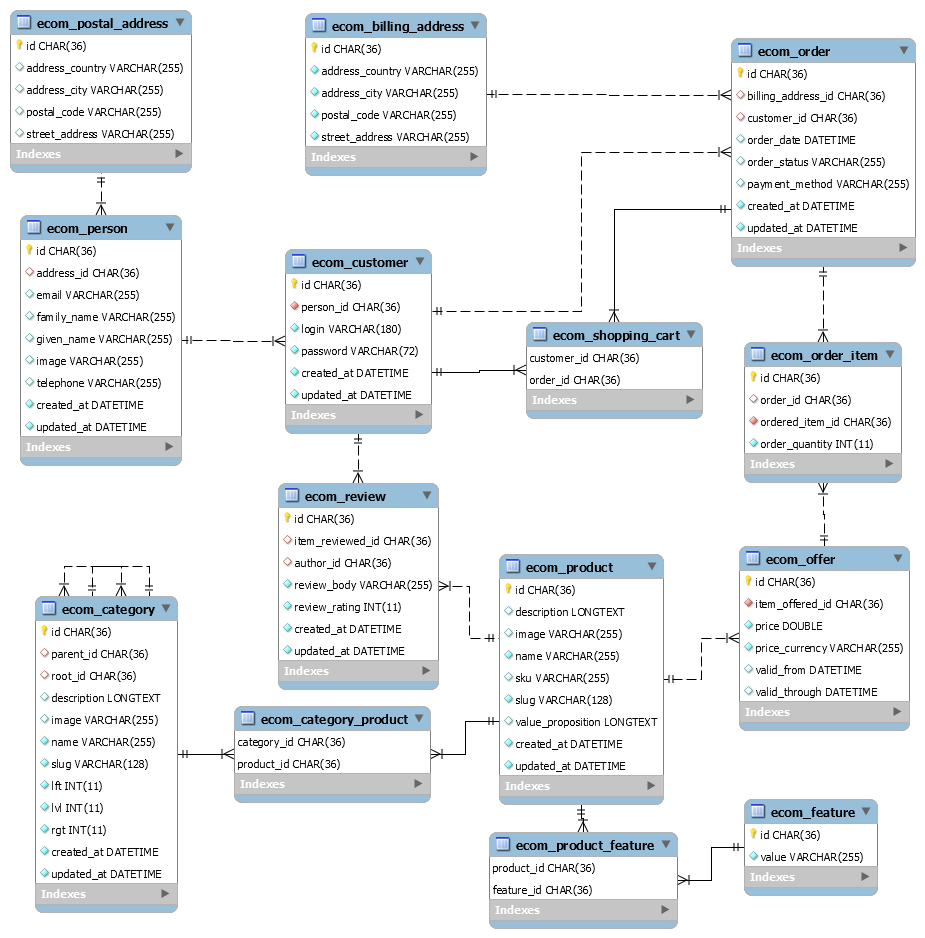 ecom_postal_address
id CHAR(36)
address_country VARCHAR(255)
address_city VARCHAR(255)
postal_code VARCHAR(255)
street_address VARCHAR(255)
Indexes
ecom_billing_address
id CHAR(36)
address_country VARCHAR(255)
address_city VARCHAR(255)
postal_code VARCHAR(255)
street_address VARCHAR(255)
Indexes
ecom_order
id CHAR(36)
billing_address_id CHAR(36)
customer_id CHAR(36)
order_date DATETIME
order_status VARCHAR(255)
payment_method VARCHAR(255)
created_at DATETIME
updated_at DATETIME
Indexes
ecom_person
id CHAR(36)
address_id CHAR(36)
email VARCHAR(255)
family_name VARCHAR(255)
given_name VARCHAR(255)
image VARCHAR(255)
telephone VARCHAR(255)
created_at DATETIME
updated_at DATETIME
Indexes
ecom_customer
id CHAR(36)
person_id CHAR(36)
login VARCHAR(180)
password VARCHAR(72)
created_at DATETIME
updated_at DATETIME
Indexes
ecom_shopping_cart
customer_id CHAR(36)
order_id CHAR(36)
Indexes
ecom_order_item
id CHAR(36)
order_id CHAR(36)
ordered_item_id CHAR(36)
order_quantity INT(11)
Indexes
ecom_review
id CHAR(36)
item_reviewed_id CHAR(36)
author_id CHAR(36)
review_body VARCHAR(255)
review_rating INT(11)
created_at DATETIME
updated_at DATETIME
Indexes
ecom_product
id CHAR(36)
description LONGTEXT
image VARCHAR(255)
name VARCHAR(255)
sku VARCHAR(255)
slug VARCHAR(128)
value_proposition LONGTEXT
created_at DATETIME
updated_at DATETIME
Indexes
ecom_offer
id CHAR(36)
item_offered_id CHAR(36)
price DOUBLE
price_currency VARCHAR(255)
valid_from DATETIME
valid_through DATETIME
Indexes
ecom_category
id CHAR(36)
parent_id CHAR(36)
root_id CHAR(36)
description LONGTEXT
image VARCHAR(255)
name VARCHAR(255)
slug VARCHAR(128)
lft INT(11)
lvl INT(11)
rgt INT(11)
created_at DATETIME
updated_at DATETIME
Indexes
ecom_category_product
category_id CHAR(36)
product_id CHAR(36)
Indexes
ecom_product_feature
product_id CHAR(36)
feature_id CHAR(36)
Indexes
ecom_feature
id CHAR(36)
value VARCHAR(255)
Indexes